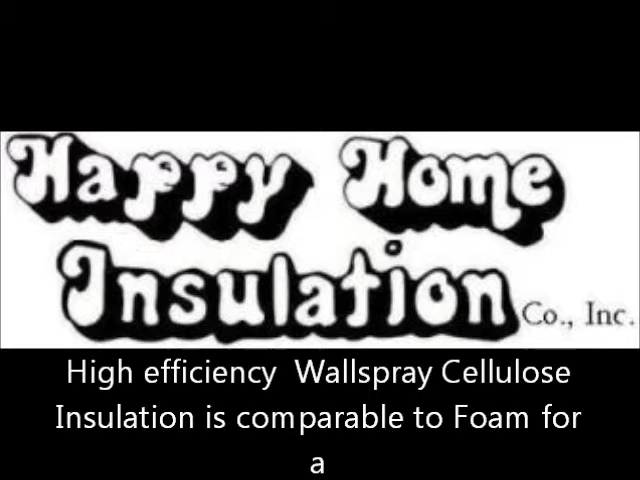 Happy Home
Insulation Co., Inc.
High efficiency Wallspray Cellulose
Insulation is comparable to Foam for
a